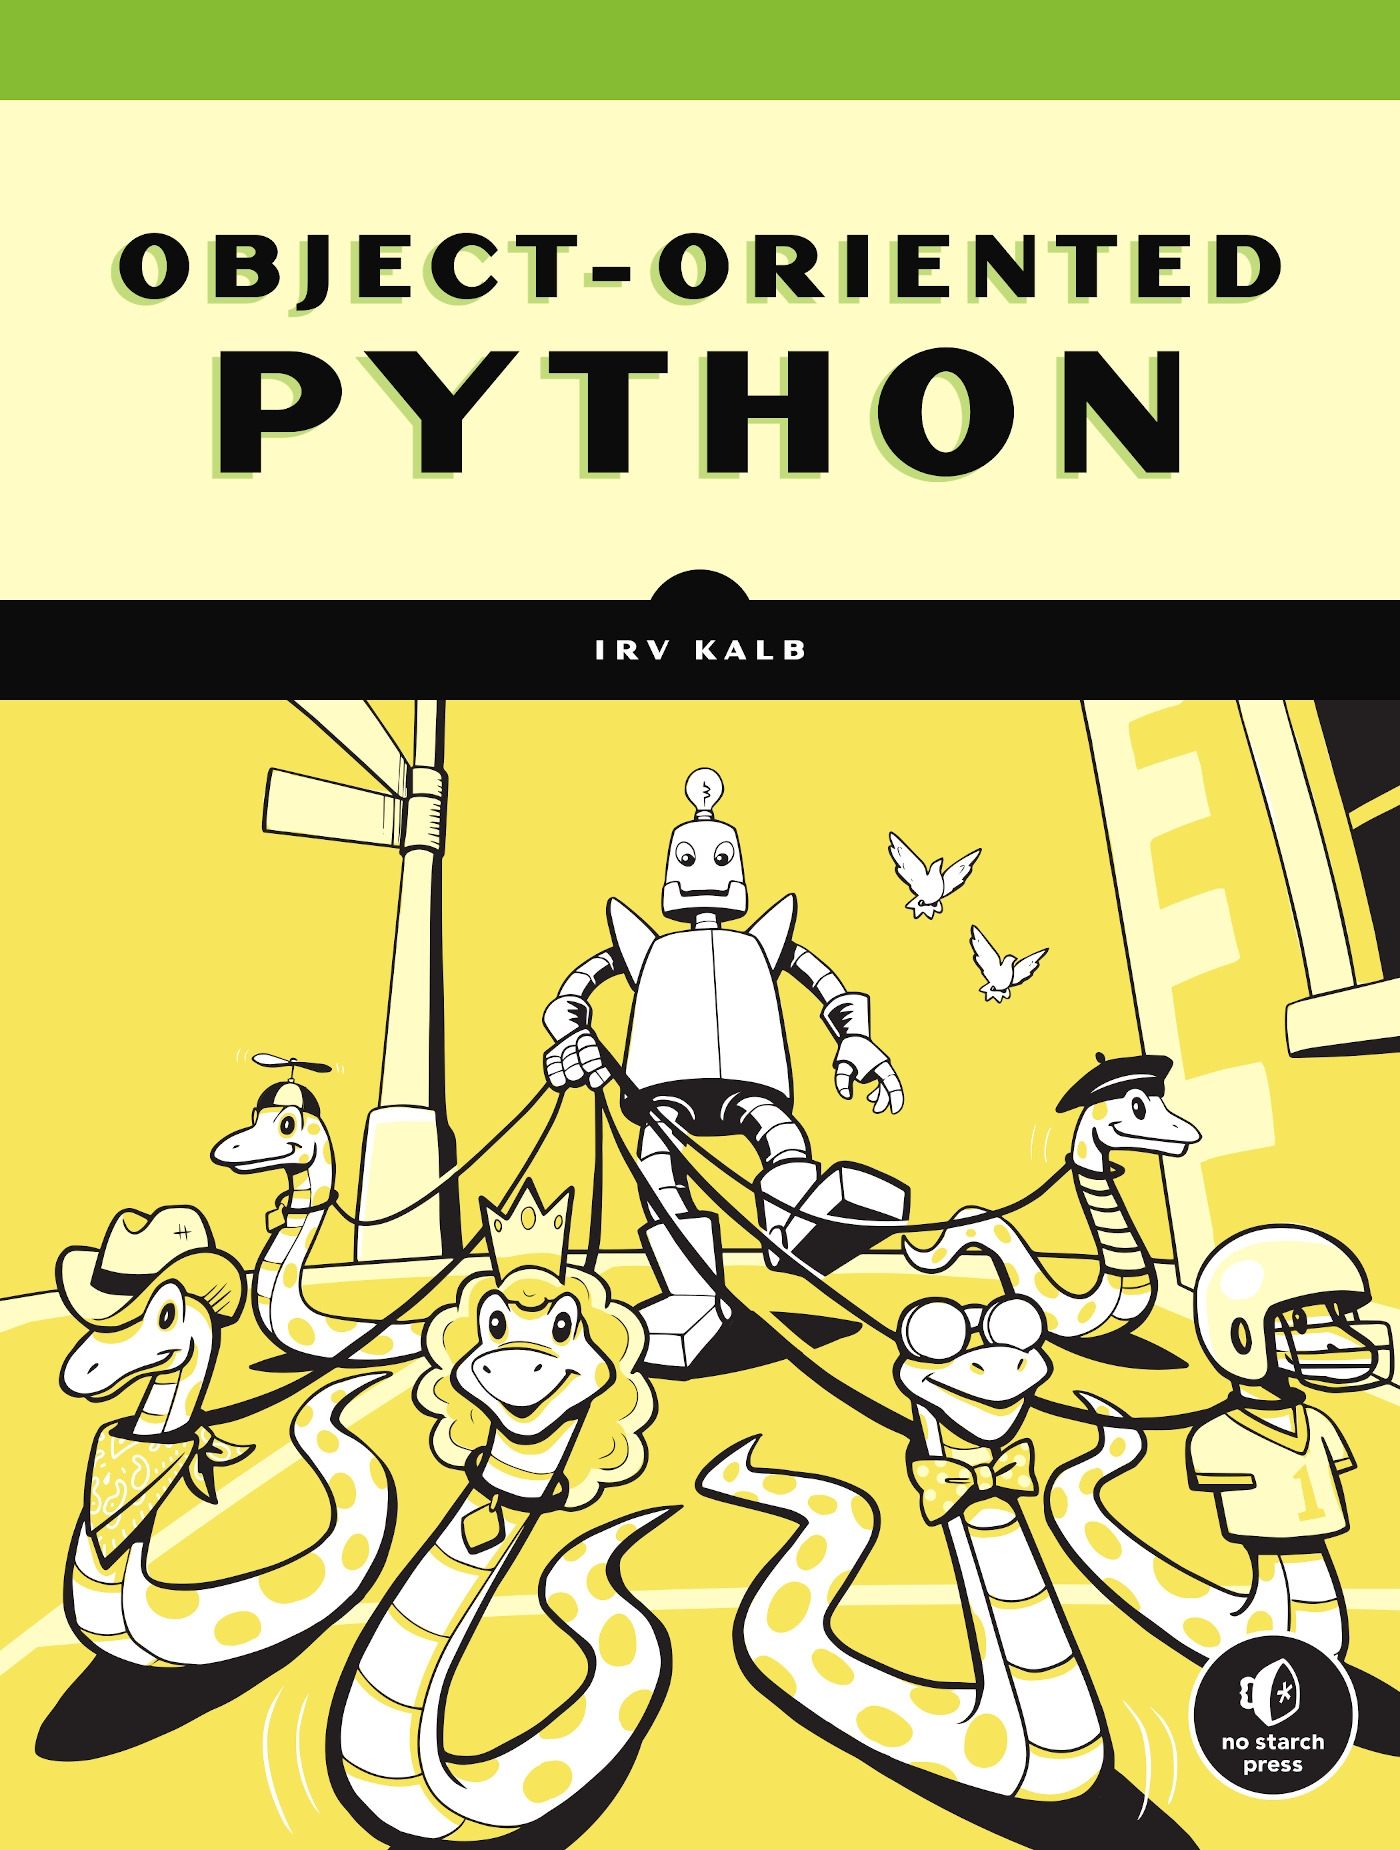 OBJECT-ORIENTED
PYTHON
IRV KALB
1
no starch
press